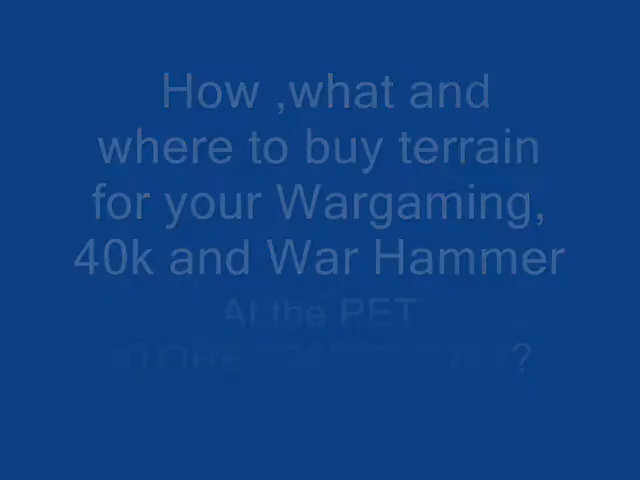 How ,what and
where to buy terrain
for your Wargaming,
40k and War Hammer
At the PET
STORE ?